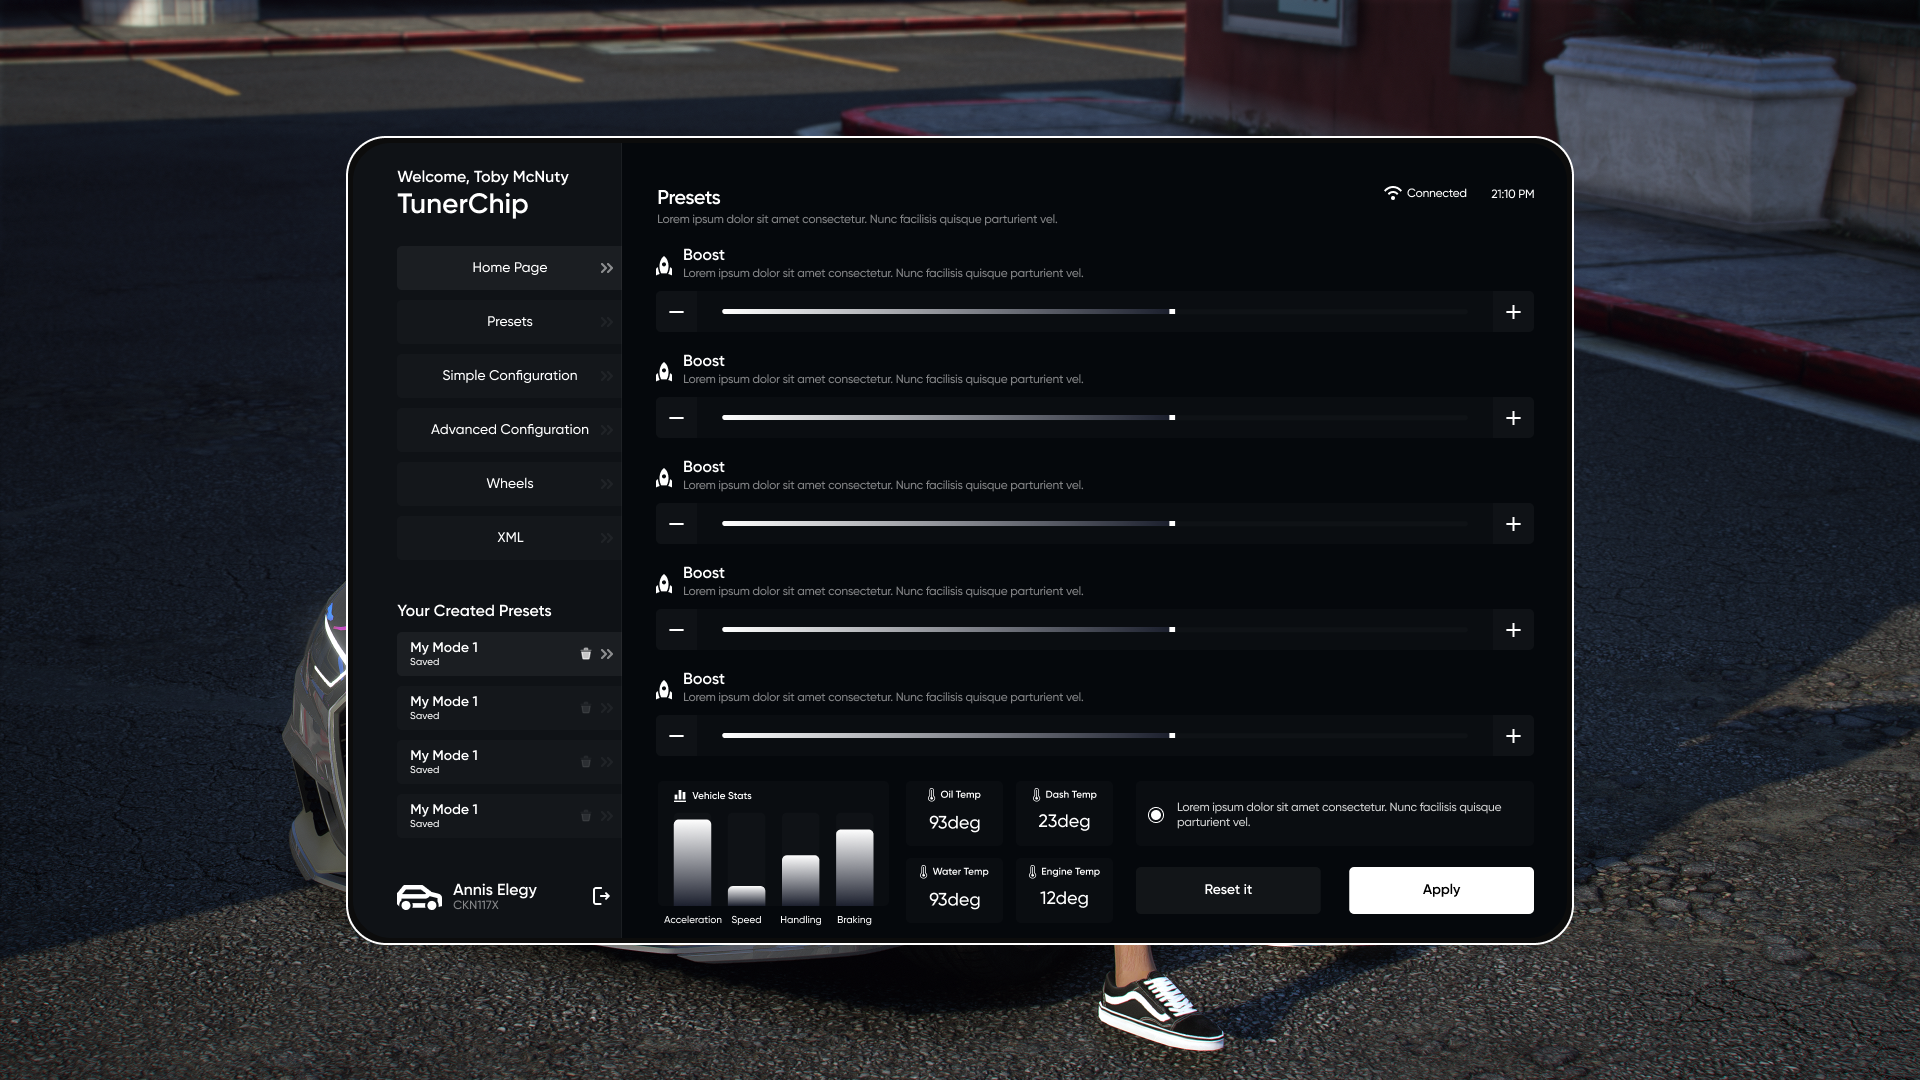 Welcome, Toby McNuty
TunerChip
Home Page
Presets
Simple Configuration
Advanced Configuration
Wheels
XML
Your Created Presets
My Mode 1
Saved
My Mode 1
Saved
My Mode 1
Saved
My Mode 1
Saved
Annis Elegy
CKN117X
Presets
Lorem ipsum dolor sit amet consectetur. Nunc facilisis quisque parturient vel.
Connected
21:10 PM
Boost
Lorem ipsum dolor sit amet consectetur. Nunc facilisis quisque parturient vel.
Boost
Lorem ipsum dolor sit amet consectetur. Nunc facilisis quisque parturient vel.
Boost
Lorem ipsum dolor sit amet consectetur. Nunc facilisis quisque parturient vel.
Boost
Lorem ipsum dolor sit amet consectetur. Nunc facilisis quisque parturient vel.
Boost
Lorem ipsum dolor sit amet consectetur. Nunc facilisis quisque parturient vel.
Vehicle Stats
Acceleration Speed Handling Braking
Oil Temp
93deg
Dash Temp
23deg
Water Temp
93deg
Engine Temp
12deg
Lorem ipsum dolor sit amet consectetur. Nunc facilisis quisque
parturient vel.
Reset it
Apply